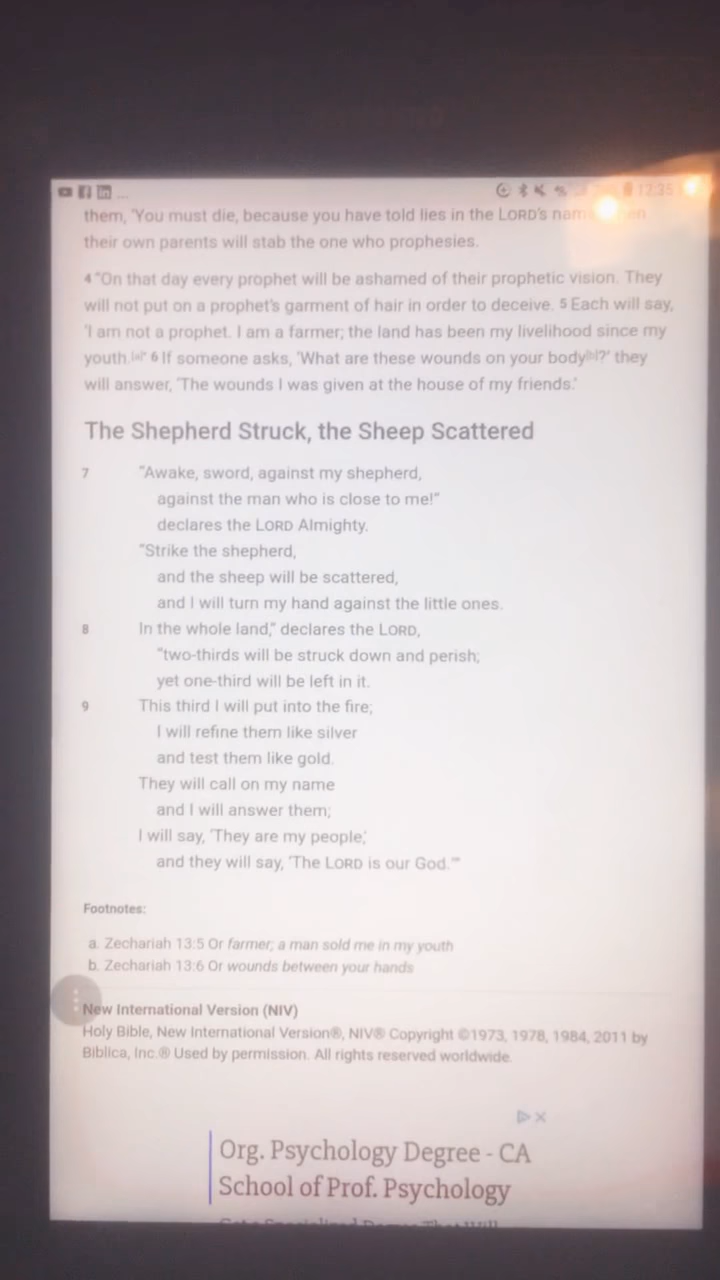 12:35
them, 'You must die, because you have told lies in the LORD's
their own parents will stab the one who prophesies.
4 "On that day every prophet will be ashamed of their prophetic vision. They
will not put on a prophet's garment of hair in order to deceive. 5 Each will say,
'I am not a prophet. I am a farmer; the land has been my livelihood since my
youth.[a]' 6 If someone asks, 'What are these wounds on your body[b]?' they
will answer, 'The wounds I was given at the house of my friends.'
The Shepherd Struck, the Sheep Scattered
7 "Awake, sword, against my shepherd,
against the man who is close to me!"
declares the LORD Almighty.
"Strike the shepherd,
and the sheep will be scattered,
and I will turn my hand against the little ones.
8 In the whole land," declares the LORD,
"two-thirds will be struck down and perish;
yet one-third will be left in it.
9 This third I will put into the fire;
I will refine them like silver
and test them like gold.
They will call on my name
and I will answer them;
I will say, 'They are my people,'
and they will say, 'The LORD is our God.'"
Footnotes:
a. Zechariah 13:5 Or farmer; a man sold me in my youth
b. Zechariah 13:6 Or wounds between your hands
New International Version (NIV)
Holy Bible, New International Version®, NIV® Copyright ©1973, 1978, 1984, 2011 by
Biblica, Inc.® Used by permission. All rights reserved worldwide.
Org. Psychology Degree - CA
School of Prof. Psychology